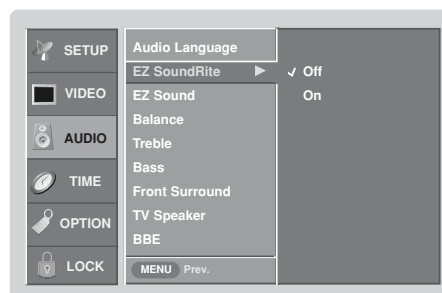 SETUP
VIDEO
AUDIO
TIME
OPTION
LOCK
Audio Language
EZ SoundRite
EZ Sound
Balance
Treble
Bass
Front Surround
TV Speaker
BBE
MENU Prev.
Off
On